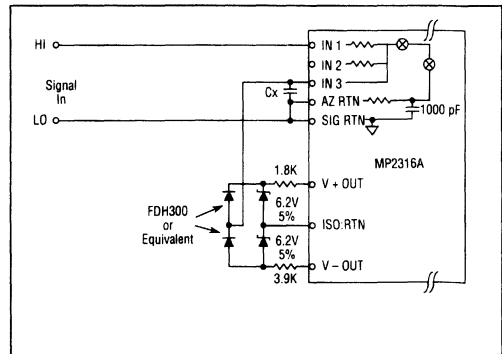 HI
IN 1
IN 2
IN 3
Signal
In
Cx
AZ RTN
1000 pF
LO
SIG RTN
MP2316A
1.8K
V + OUT
FDH300
or
Equivalent
6.2V
5%
ISO:RTN
6.2V
5%
V – OUT
3.9K